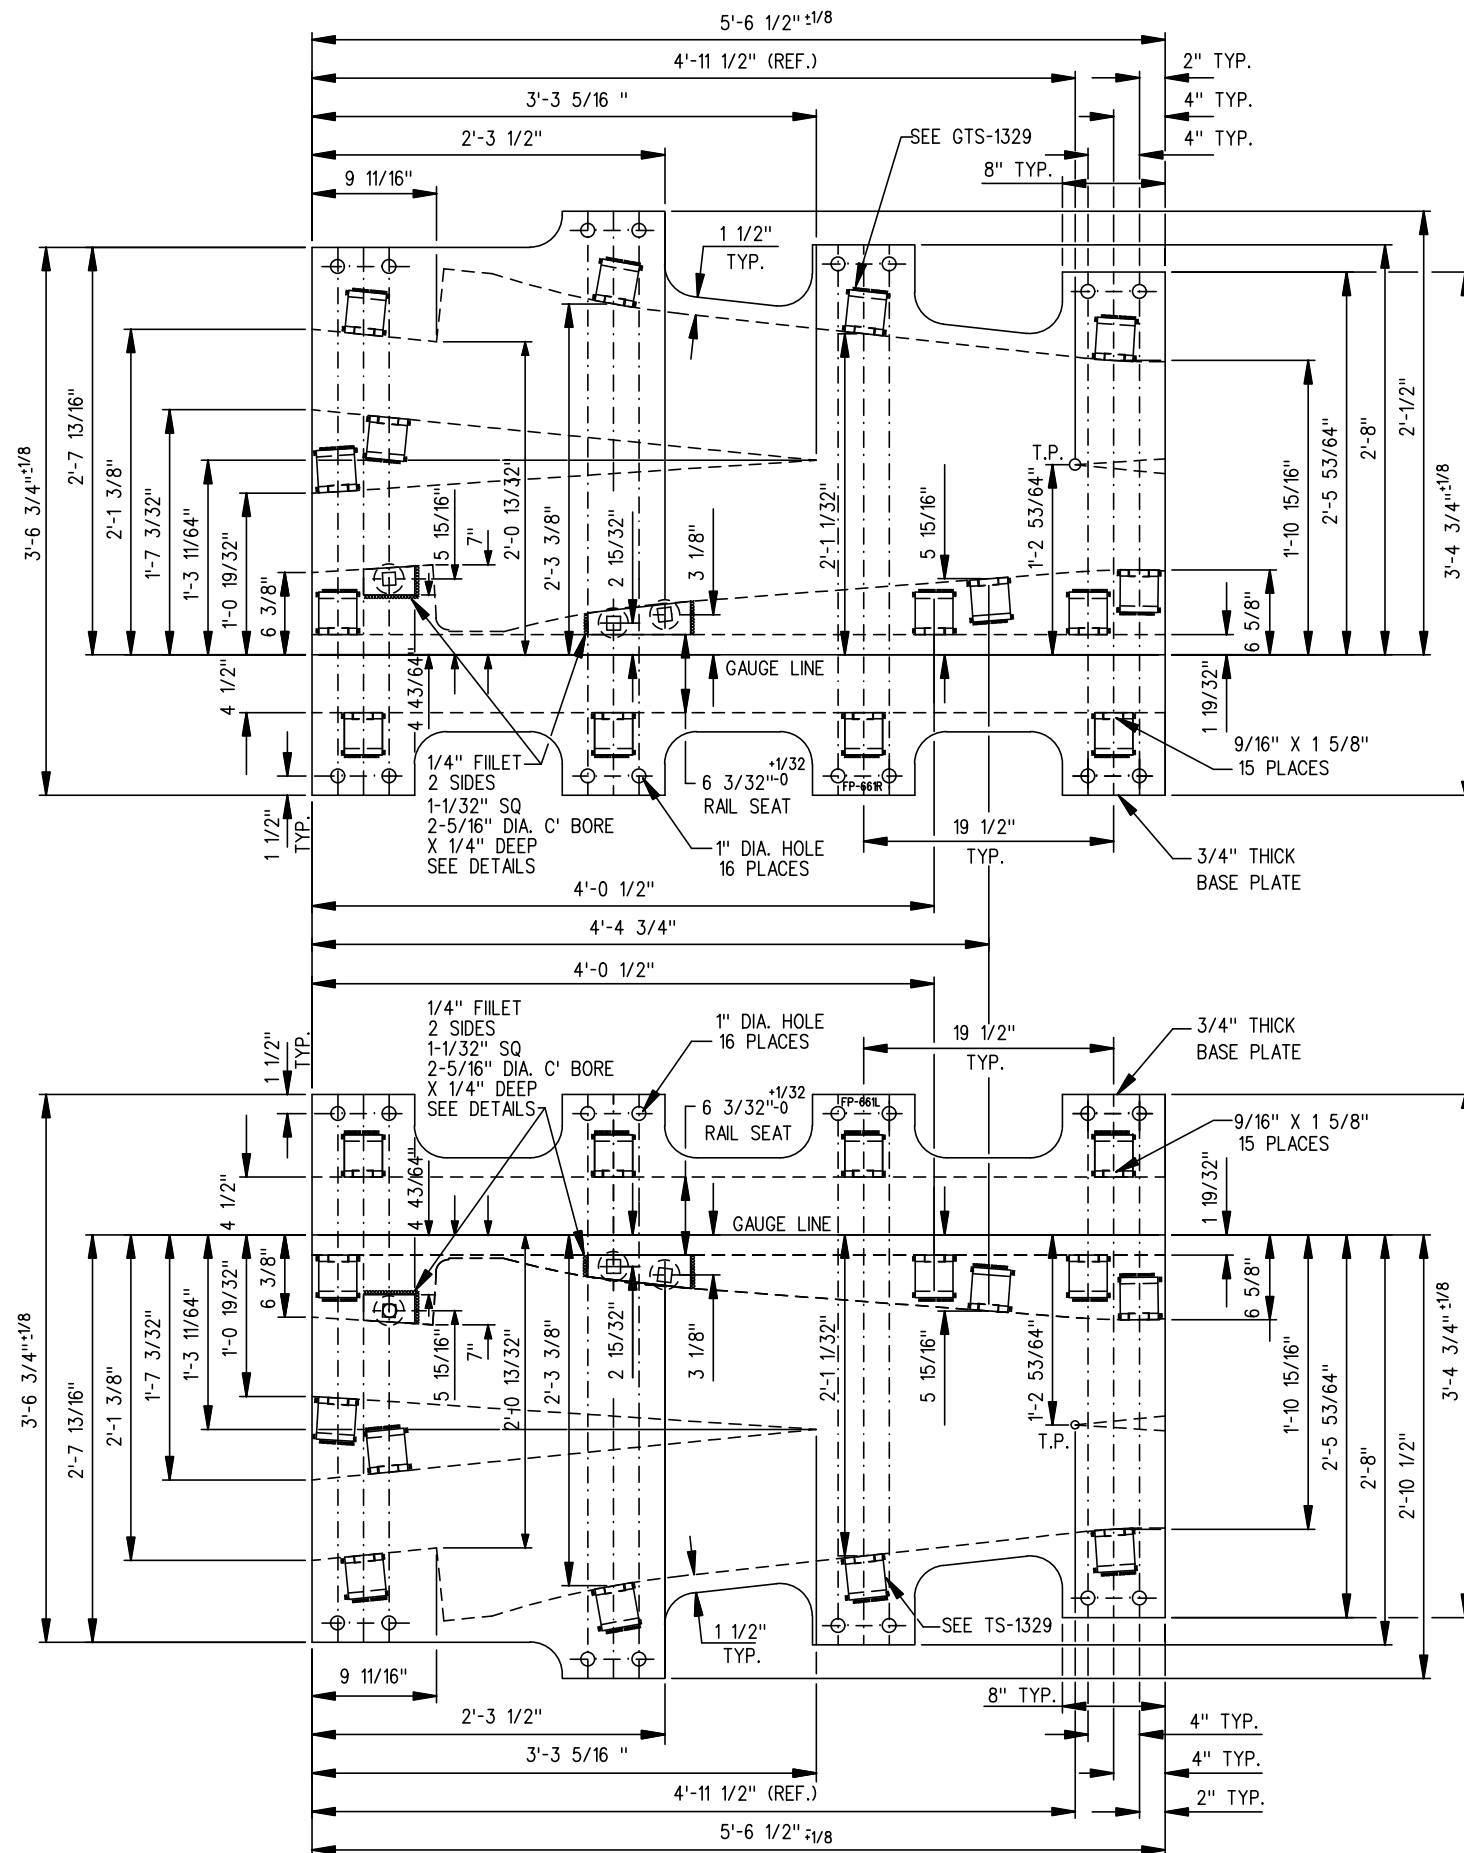 5'-6 1/2" ±1/8
4'-11 1/2" (REF.)
2" TYP.
3'-3 5/16 "
4" TYP.
2'-3 1/2"
SEE GTS-1329
4" TYP.
9 11/16"
8" TYP.
1 1/2"
TYP.
3'-6 3/4"±1/8
2'-7 13/16"
2'-1 3/8"
1'-7 3/32"
1'-3 11/64"
1'-0 19/32"
6 3/8"
4 1/2"
5 15/16"
7"
2'-0 13/32"
2'-3 3/8"
2 15/32"
3 1/8"
2'-1 1/32"
5 15/16"
T.P.
1'-2 53/64"
6 5/8"
1'-10 15/16"
2'-5 53/64"
2'-8"
2'-1/2"
3'-4 3/4"±1/8
4 43/64"
GAUGE LINE
1 19/32"
1/4" FIILET
2 SIDES
1-1/32" SQ
2-5/16" DIA. C' BORE
X 1/4" DEEP
SEE DETAILS
6 3/32" +1/32 -0
RAIL SEAT
FP-661R
9/16" X 1 5/8"
15 PLACES
1 1/2"
TYP.
1" DIA. HOLE
16 PLACES
19 1/2"
TYP.
3/4" THICK
BASE PLATE
4'-0 1/2"
4'-4 3/4"
4'-0 1/2"
1/4" FIILET
2 SIDES
1-1/32" SQ
2-5/16" DIA. C' BORE
X 1/4" DEEP
SEE DETAILS
1" DIA. HOLE
16 PLACES
19 1/2"
TYP.
3/4" THICK
BASE PLATE
1 1/2"
TYP.
6 3/32" +1/32 -0
RAIL SEAT
FP-661L
9/16" X 1 5/8"
15 PLACES
4 1/2"
4 43/64"
GAUGE LINE
1 19/32"
3'-6 3/4"±1/8
2'-7 13/16"
2'-1 3/8"
1'-7 3/32"
1'-3 11/64"
1'-0 19/32"
6 3/8"
5 15/16"
7"
2'-0 13/32"
2'-3 3/8"
2 15/32"
3 1/8"
2'-1 1/32"
5 15/16"
1'-2 53/64"
T.P.
6 5/8"
1'-10 15/16"
2'-5 53/64"
2'-8"
2'-10 1/2"
3'-4 3/4"±1/8
SEE TS-1329
1 1/2"
TYP.
9 11/16"
8" TYP.
2'-3 1/2"
4" TYP.
3'-3 5/16 "
4" TYP.
4'-11 1/2" (REF.)
2" TYP.
5'-6 1/2" ±1/8